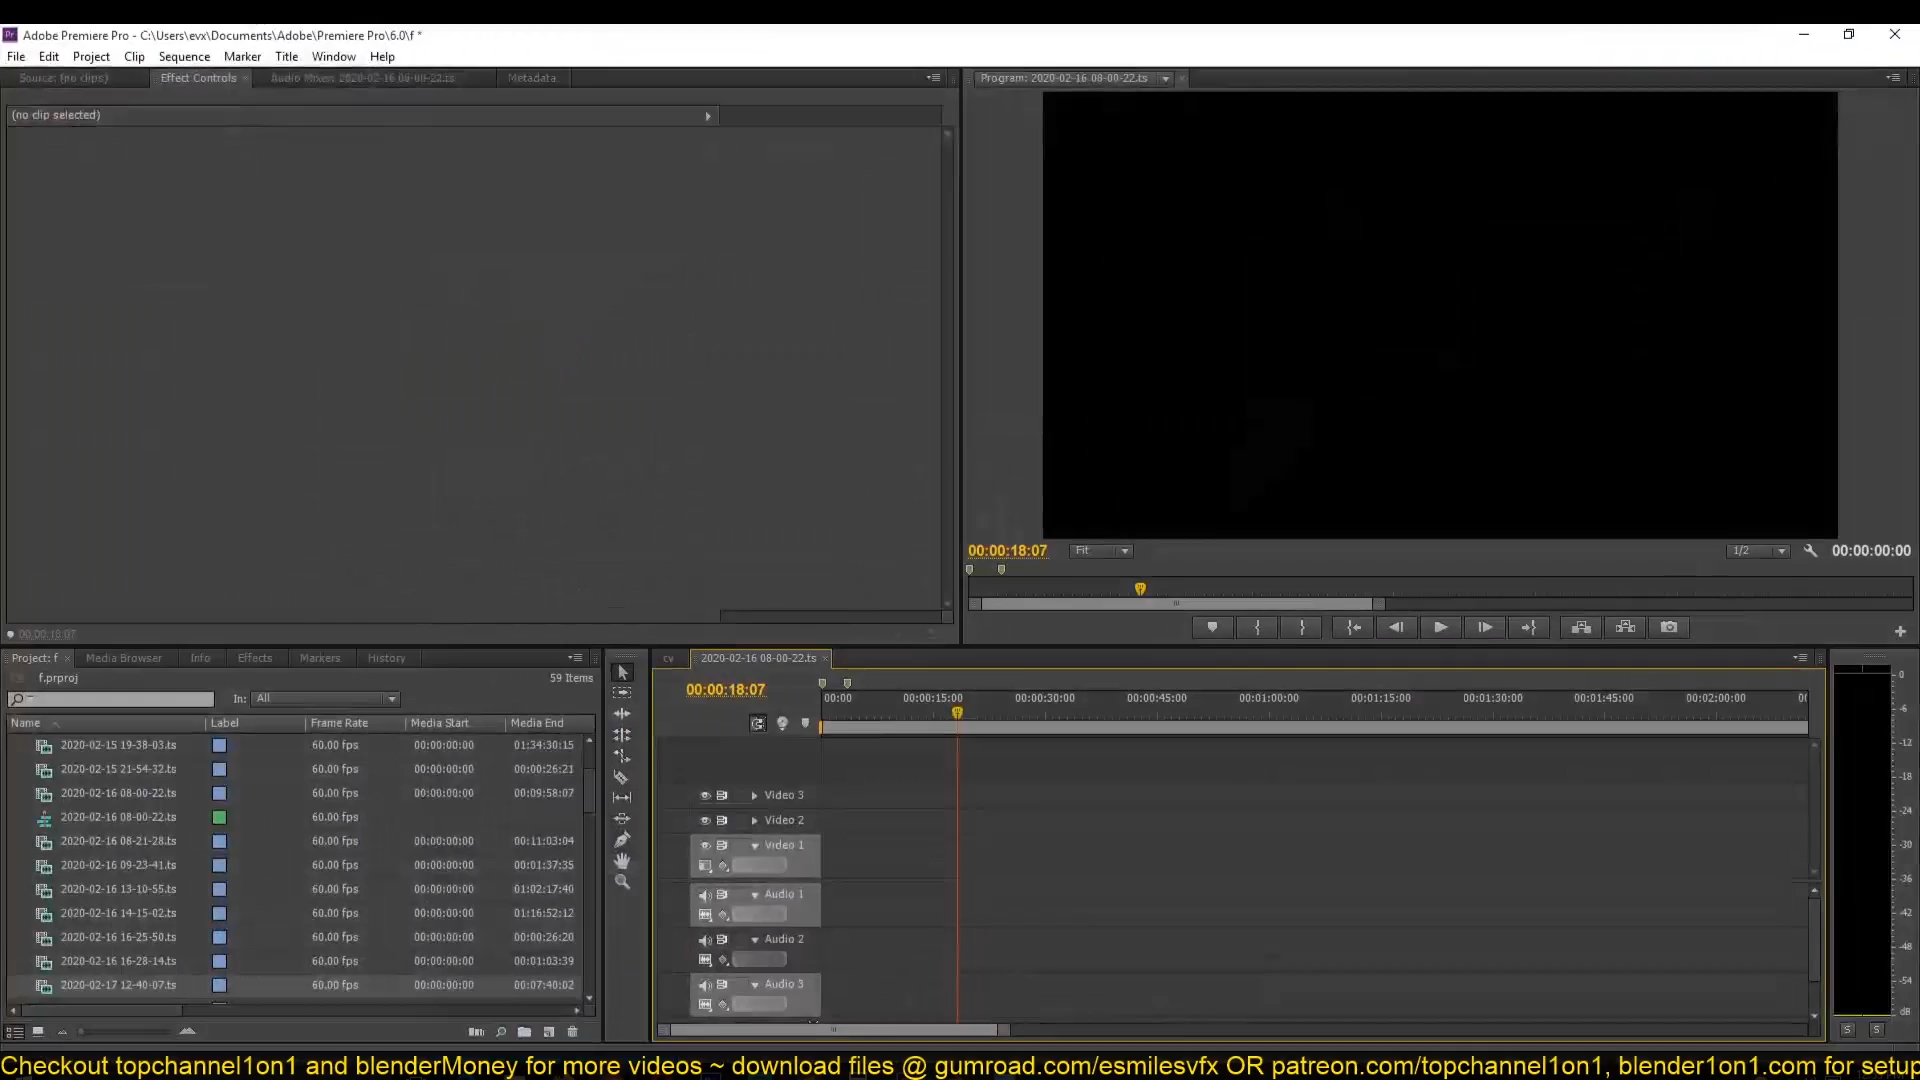 Adobe Premiere Pro - C:\Users\evx\Documents\Adobe\Premiere Pro\6.0\f *
File Edit Project Clip Sequence Marker Title Window Help
Source: (no clips) Effect Controls Audio Mixer: 2020-02-16 08-00-22.ts Metadata
Program: 2020-02-16 08-00-22.ts
(no clip selected)
00:00:18:07 Fit 1/2 00:00:00:00
00:00:18:07
Project: f Media Browser Info Effects Markers History
f.prproj 59 Items
In: All
Name Label Frame Rate Media Start Media End
2020-02-15 19-38-03.ts 60.00 fps 00:00:00:00 01:34:30:15
2020-02-15 21-54-32.ts 60.00 fps 00:00:00:00 00:00:26:21
2020-02-16 08-00-22.ts 60.00 fps 00:00:00:00 00:09:58:07
2020-02-16 08-00-22.ts 60.00 fps
2020-02-16 08-21-28.ts 60.00 fps 00:00:00:00 00:11:03:04
2020-02-16 09-23-41.ts 60.00 fps 00:00:00:00 00:01:37:35
2020-02-16 13-10-55.ts 60.00 fps 00:00:00:00 01:02:17:40
2020-02-16 14-15-02.ts 60.00 fps 00:00:00:00 01:16:52:12
2020-02-16 16-25-50.ts 60.00 fps 00:00:00:00 00:00:26:20
2020-02-16 16-28-14.ts 60.00 fps 00:00:00:00 00:01:03:39
2020-02-17 12-40-07.ts 60.00 fps 00:00:00:00 00:07:40:02
cv 2020-02-16 08-00-22.ts
00:00:18:07
00:00 00:00:15:00 00:00:30:00 00:00:45:00 00:01:00:00 00:01:15:00 00:01:30:00 00:01:45:00 00:02:00:00 00
Video 3
Video 2
Video 1
Audio 1
Audio 2
Audio 3
0
-6
-12
-18
-24
-30
-36
-42
-48
-54
dB
S S
Checkout topchannel1on1 and blenderMoney for more videos ~ download files @ gumroad.com/esmilesvfx OR patreon.com/topchannel1on1, blender1on1.com for setup